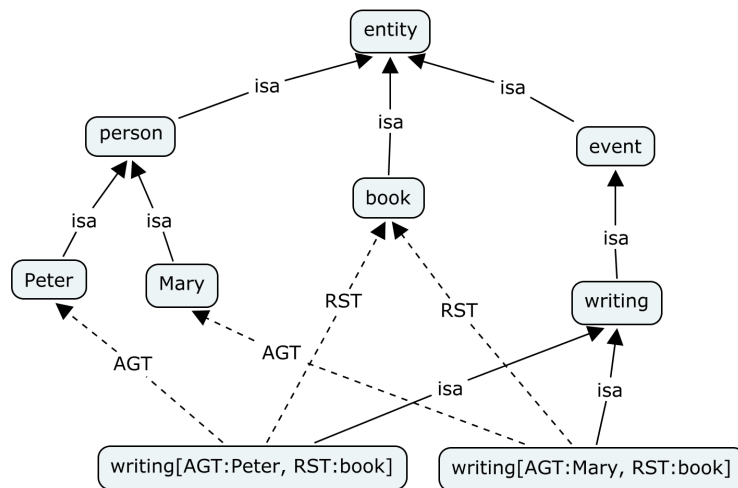 entity
isa
isa
isa
person
event
book
isa
isa
isa
Peter
Mary
writing
RST
RST
AGT
AGT
isa
isa
writing[AGT:Peter, RST:book]
writing[AGT:Mary, RST:book]